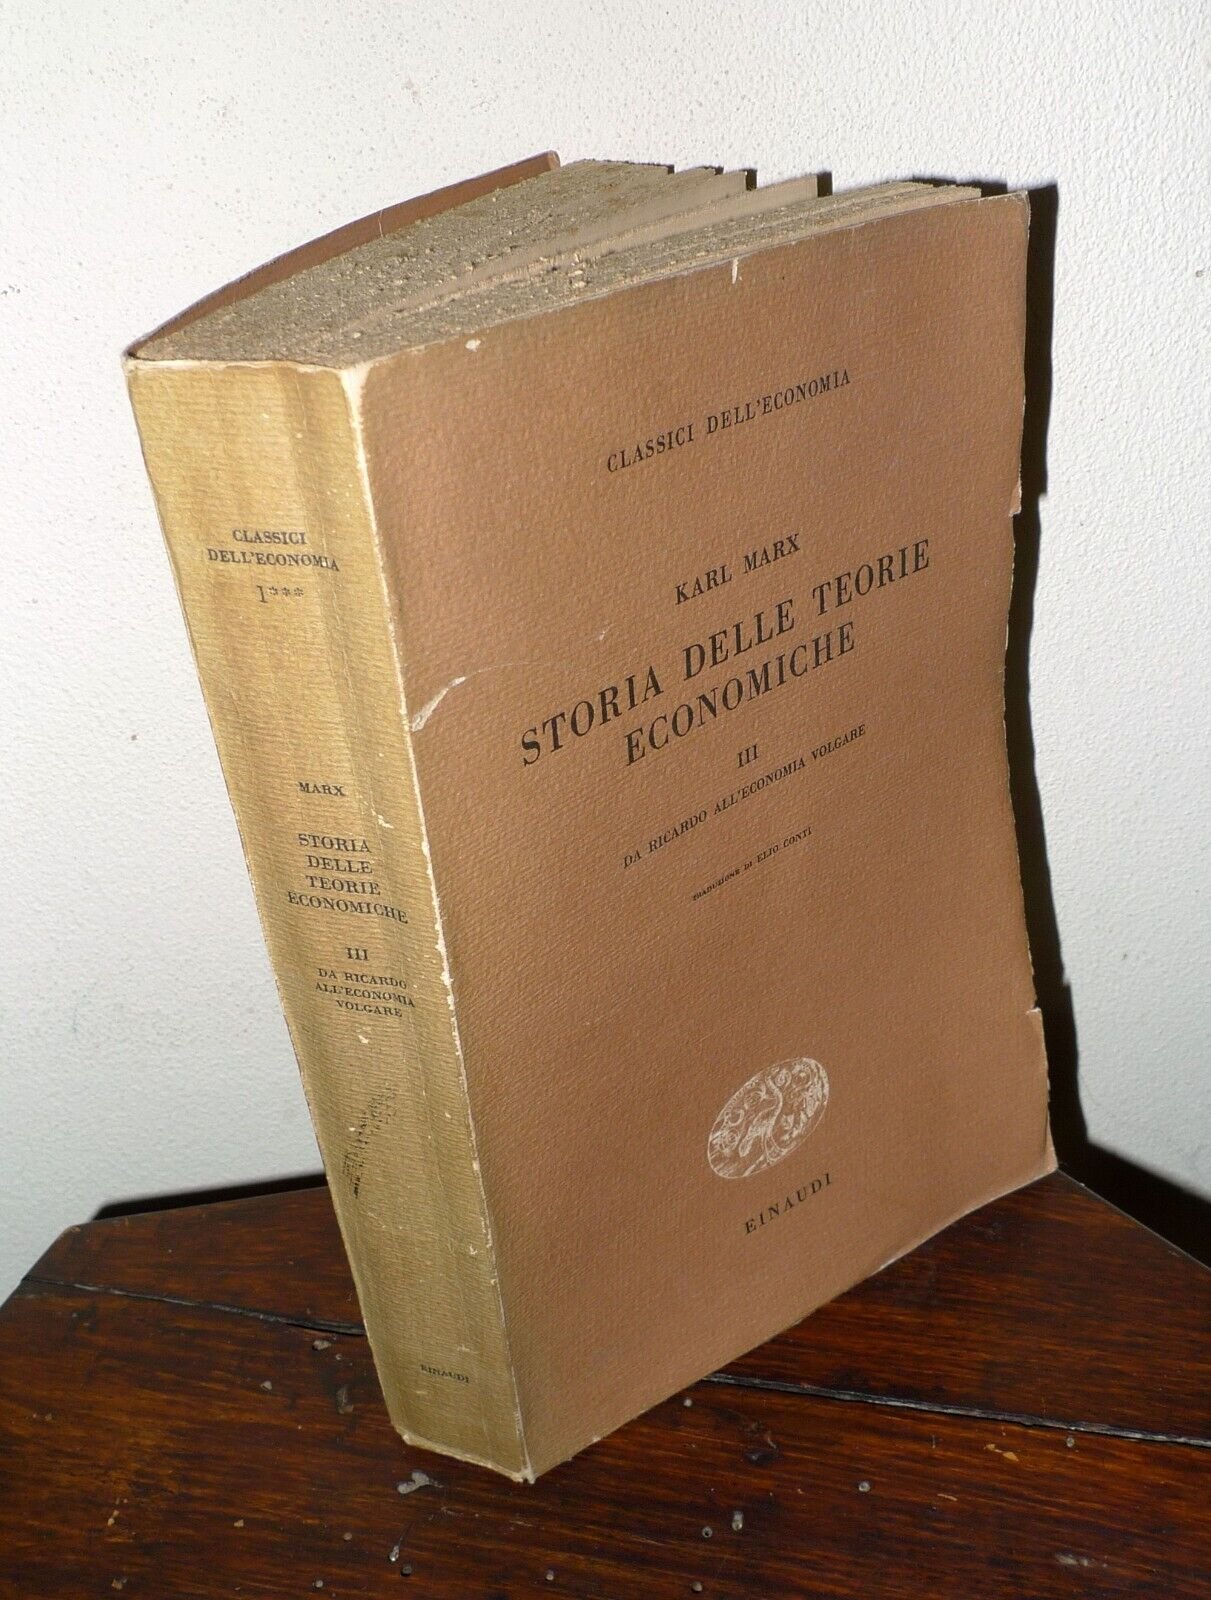 CLASSICI
DELL'ECONOMIA
I***
MARX
STORIA
DELLE
TEORIE
ECONOMICHE
III
DA RICARDO
ALL'ECONOMIA
VOLGARE
EINAUDI
CLASSICI DELL'ECONOMIA
KARL MARX
STORIA DELLE TEORIE
ECONOMICHE
III
DA RICARDO ALL'ECONOMIA VOLGARE
TRADUZIONE DI ELIO CONTI
EINAUDI